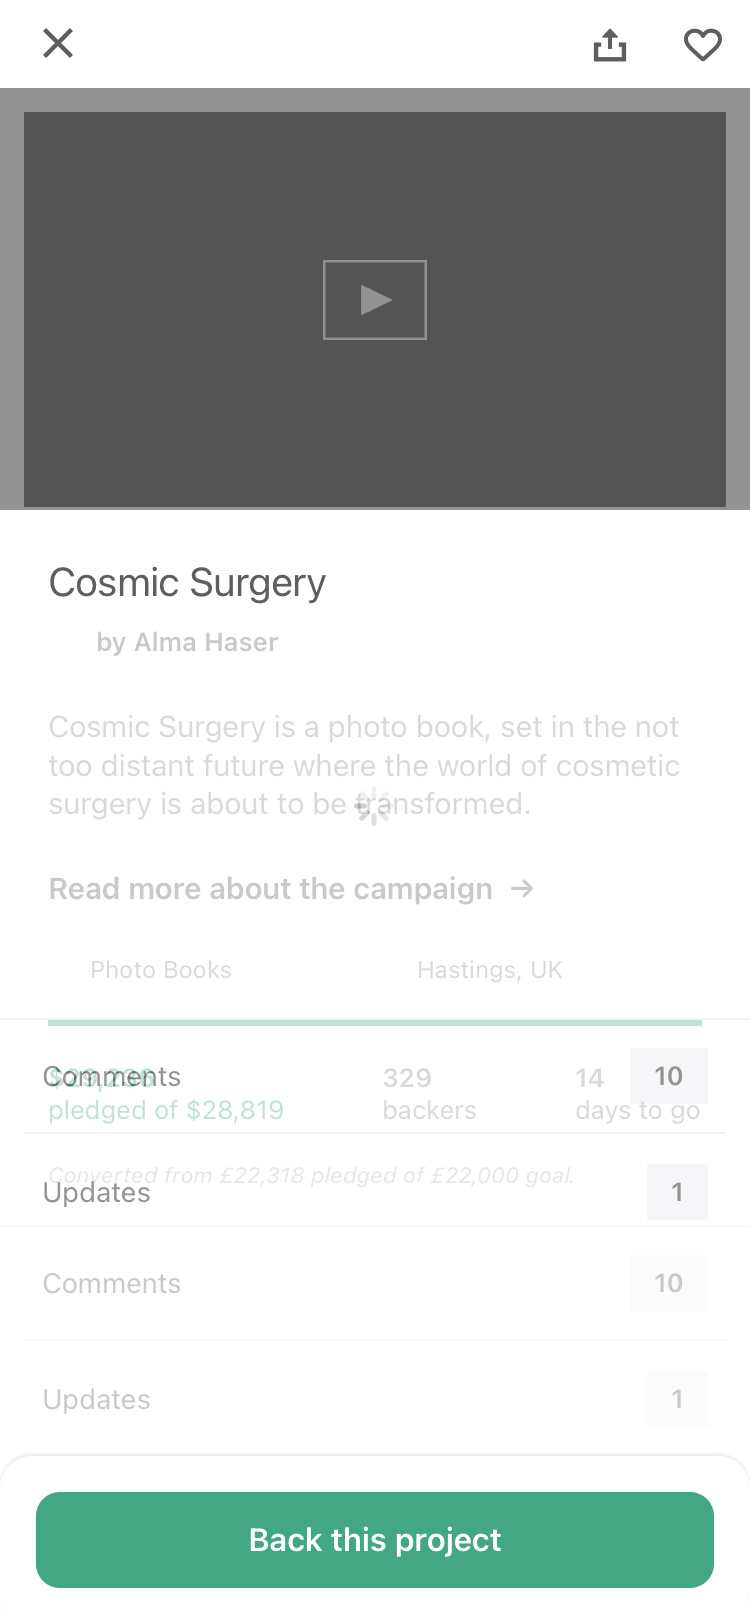 Cosmic Surgery
by Alma Haser
Cosmic Surgery is a photo book, set in the not
too distant future where the world of cosmetic
surgery is about to be transformed.
Read more about the campaign →
Photo Books
Hastings, UK
Comments
10
329
14
pledged of $28,819
backers
days to go
Converted from £22,318 pledged of £22,000 goal.
Updates
1
Comments
10
Updates
1
Back this project